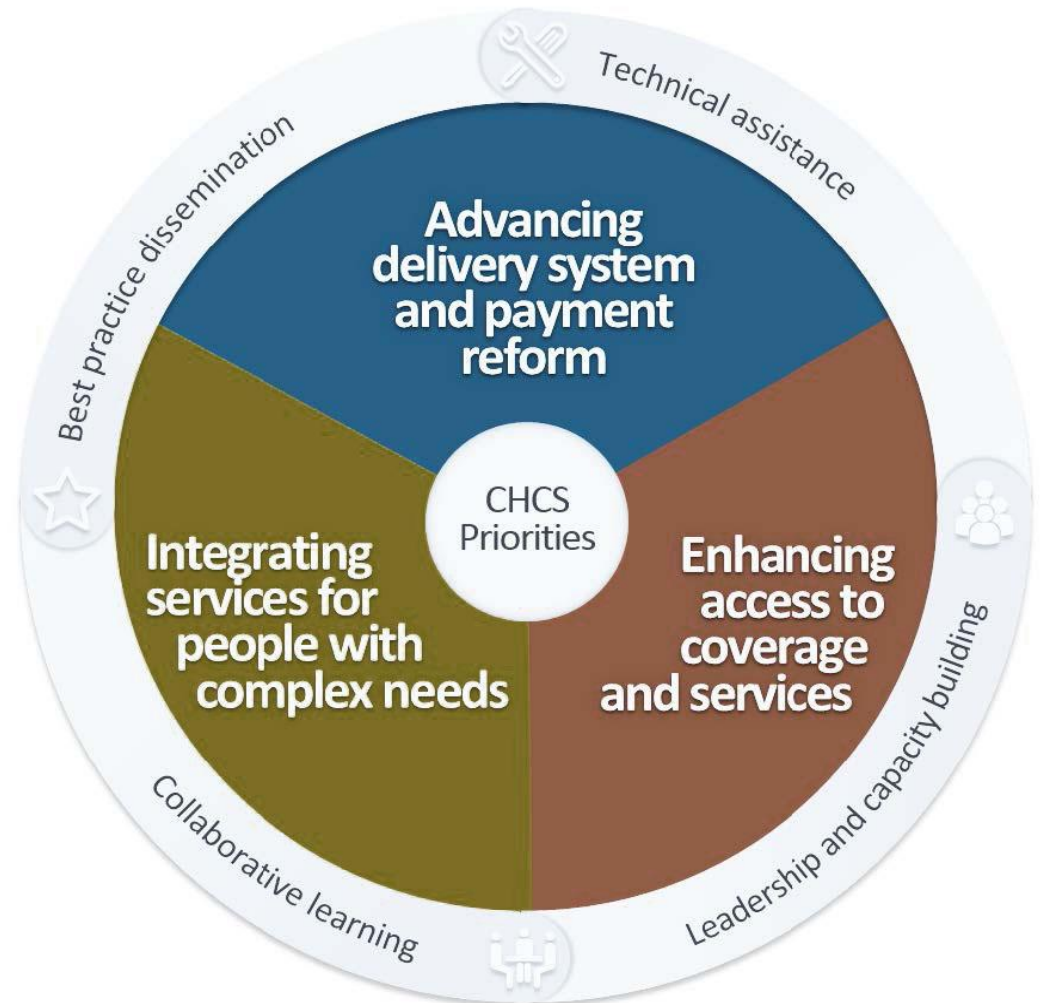 Technical assistance
Best practice dissemination
Advancing
delivery system
and payment
reform
CHCS
Priorities
Integrating
services for
people with
complex needs
Enhancing
access to
coverage
and services
Leadership and capacity building
Collaborative learning